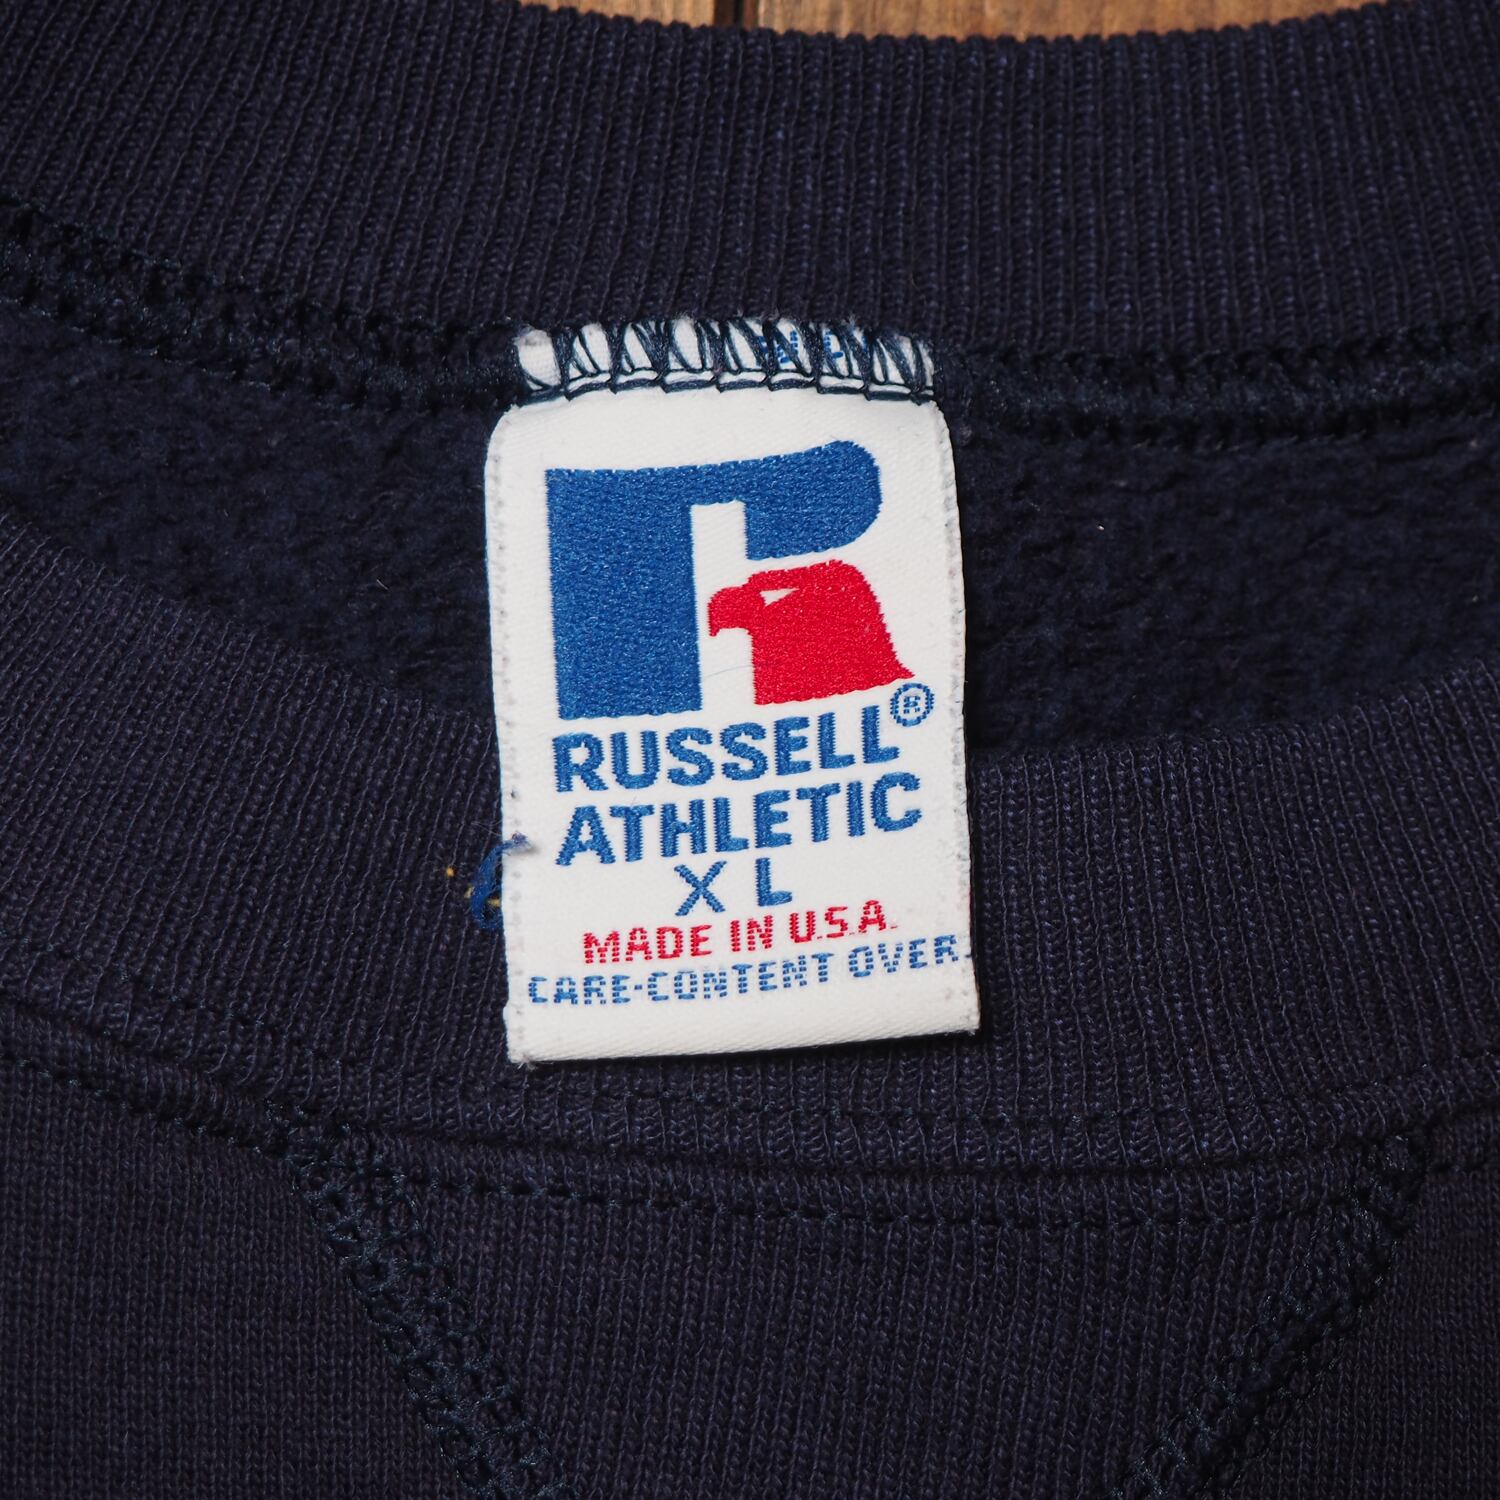 RUSSELL®
ATHLETIC
XL
MADE IN U.S.A.
CARE-CONTENT OVER